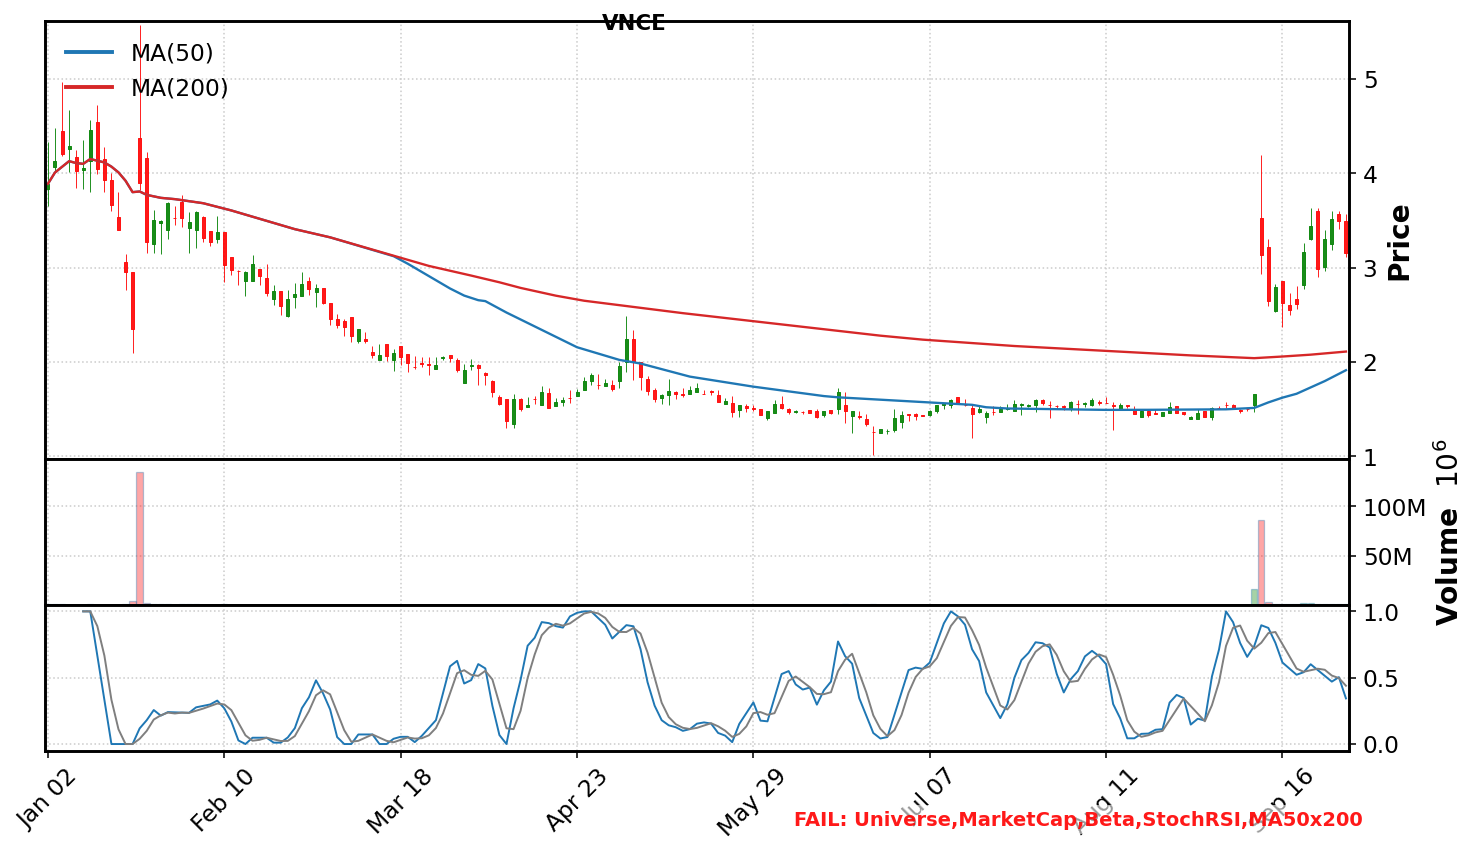 VNCE
MA(50)
MA(200)
5
4
3
2
1
Price
10⁶
100M
50M
Volume
1.0
0.5
0.0
Jan 02
Feb 10
Mar 18
Apr 23
May 29
Jul 07
Aug 11
Sep 16
FAIL: Universe,MarketCap,Beta,StochRSI,MA50x200